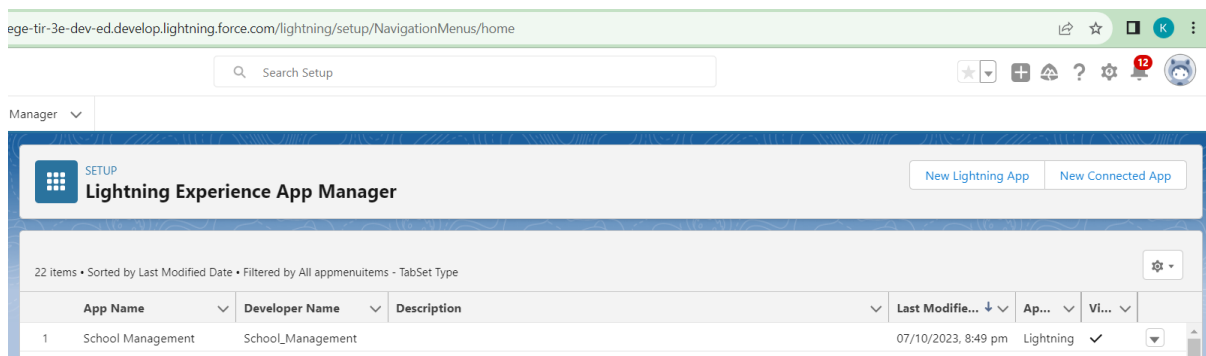 ege-tir-3e-dev-ed.develop.lightning.force.com/lightning/setup/NavigationMenus/home
K
Search Setup
12
Manager
SETUP
Lightning Experience App Manager
New Lightning App
New Connected App
22 items • Sorted by Last Modified Date • Filtered by All appmenuitems - TabSet Type
App Name Developer Name Description Last Modifie... Ap... Vi...
1 School Management School_Management 07/10/2023, 8:49 pm Lightning